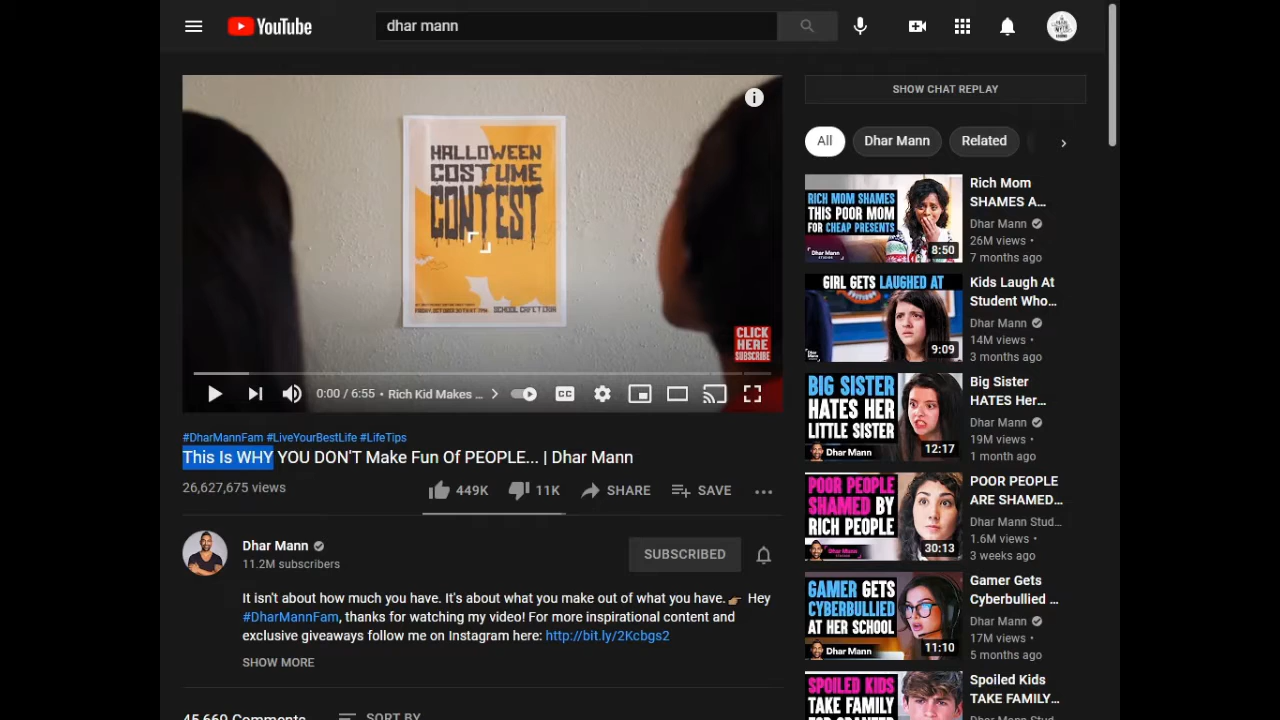 YouTube
dhar mann
HALLOWEEN
COSTUME
CONTEST
SCHOOL CAFETERIA
CLICK
HERE
SUBSCRIBE
0:00 / 6:55 • Rich Kid Makes ...
CC
#DharMannFam #LiveYourBestLife #LifeTips
This Is WHY YOU DON'T Make Fun Of PEOPLE... | Dhar Mann
26,627,675 views
449K
11K
SHARE
SAVE
Dhar Mann
11.2M subscribers
SUBSCRIBED
It isn't about how much you have. It's about what you make out of what you have. Hey
#DharMannFam, thanks for watching my video! For more inspirational content and
exclusive giveaways follow me on Instagram here: http://bit.ly/2Kcbgs2
SHOW MORE
45,660 Comments
SORT BY
SHOW CHAT REPLAY
All
Dhar Mann
Related
RICH MOM SHAMES
THIS POOR MOM
FOR CHEAP PRESENTS
8:50
Rich Mom
SHAMES A...
Dhar Mann
26M views •
7 months ago
GIRL GETS LAUGHED AT
9:09
Kids Laugh At
Student Who...
Dhar Mann
14M views •
3 months ago
BIG SISTER
HATES HER
LITTLE SISTER
Dhar Mann
12:17
Big Sister
HATES Her...
Dhar Mann
19M views •
1 month ago
POOR PEOPLE
SHAMED BY
RICH PEOPLE
Dhar Mann
30:13
POOR PEOPLE
ARE SHAMED...
Dhar Mann Stud...
1.6M views •
3 weeks ago
GAMER GETS
CYBERBULLIED
AT HER SCHOOL
Dhar Mann
11:10
Gamer Gets
Cyberbullied ...
Dhar Mann
17M views •
5 months ago
SPOILED KIDS
TAKE FAMILY
Spoiled Kids
TAKE FAMILY...
Dhar Mann Stud...